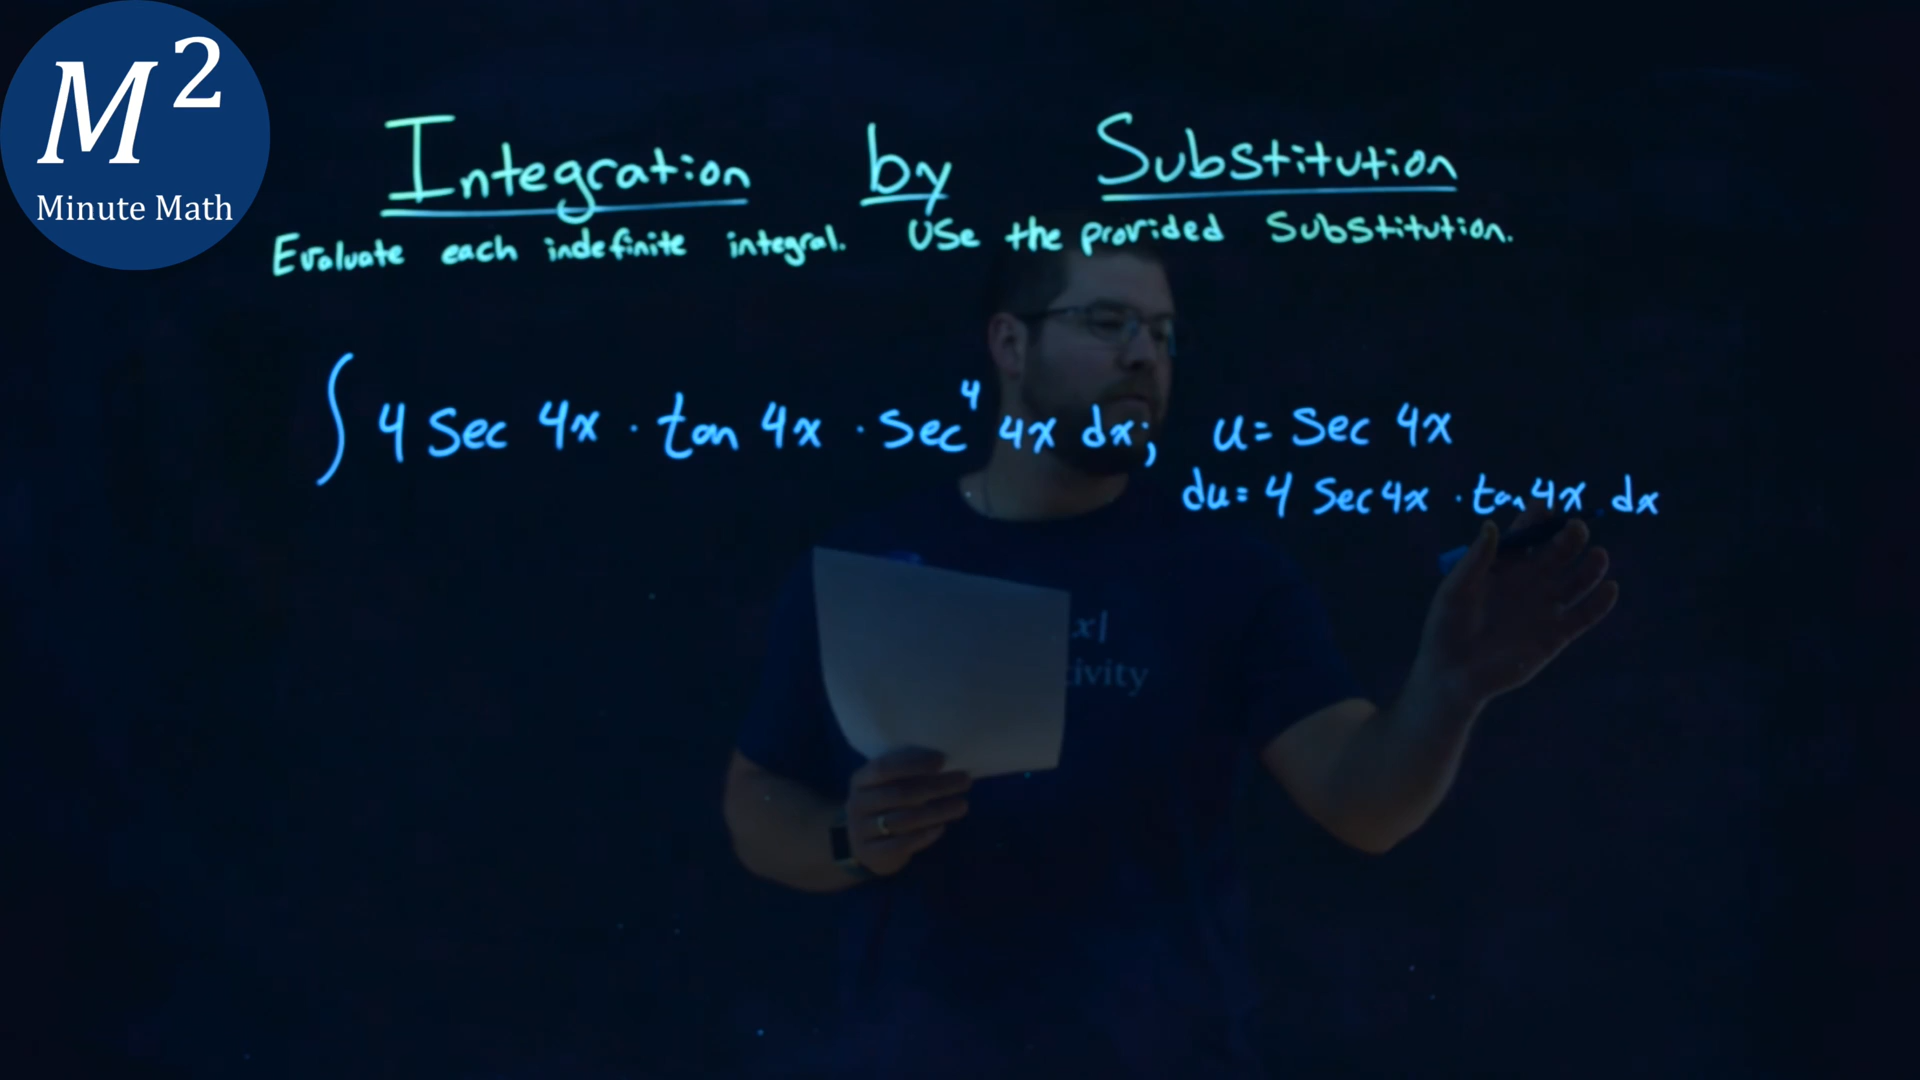 M²
Minute Math
Integration by Substitution
Evaluate each indefinite integral. Use the provided Substitution.
∫ 4 Sec 4x · tan 4x · Sec⁴ 4x dx; u = Sec 4x
du = 4 Sec 4x · tan 4x dx
x|
ivity